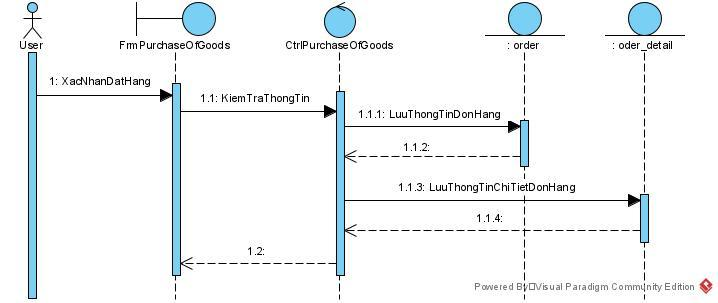 User
FrmPurchaseOfGoods
CtrlPurchaseOfGoods
: order
: oder_detail
1: XacNhanDatHang
1.1: KiemTraThongTin
1.1.1: LuuThongTinDonHang
1.1.2:
1.1.3: LuuThongTinChiTietDonHang
1.1.4:
1.2:
Powered By Visual Paradigm Community Edition